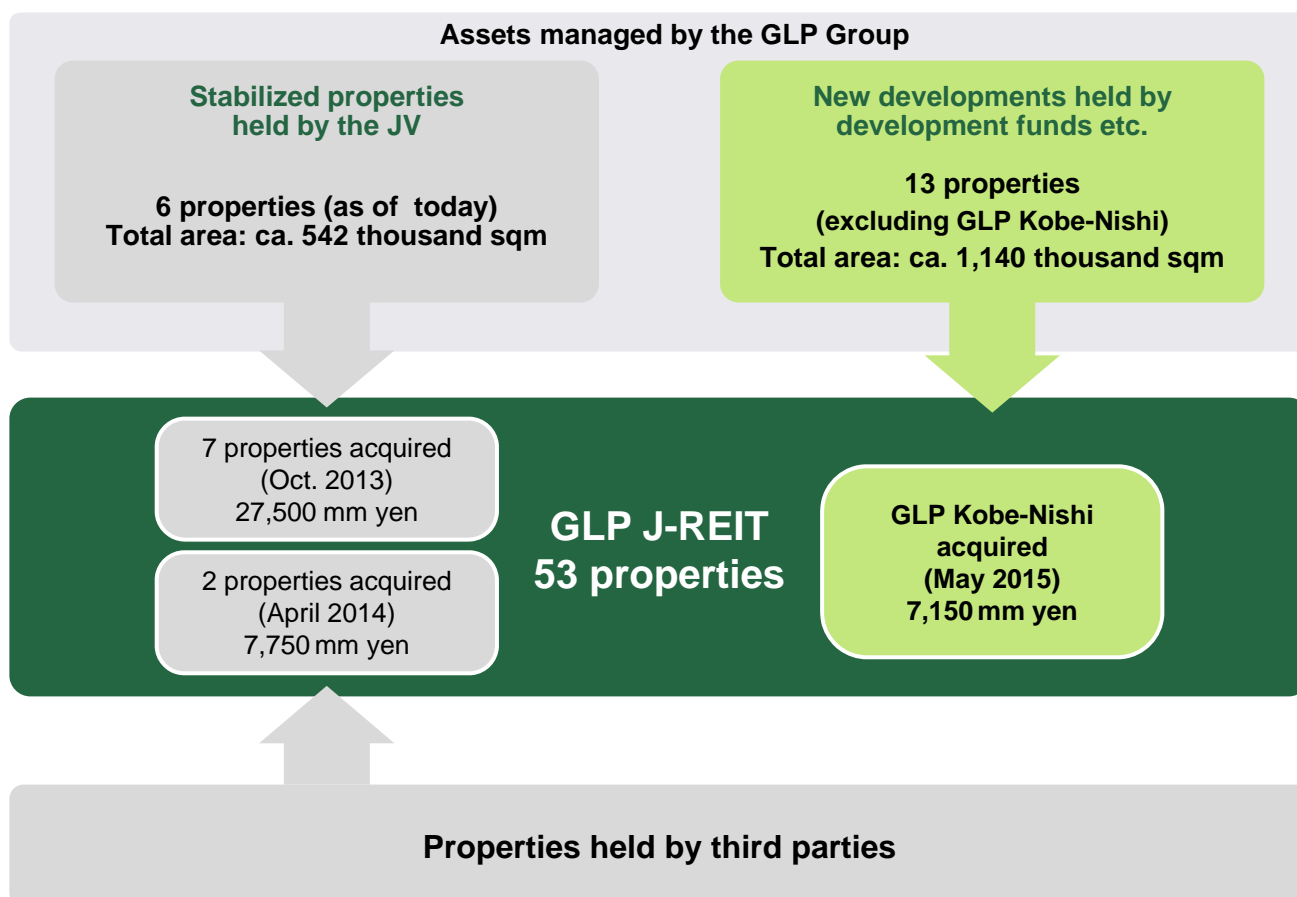 Assets managed by the GLP Group
Stabilized properties
held by the JV
6 properties (as of today)
Total area: ca. 542 thousand sqm
New developments held by
development funds etc.
13 properties
(excluding GLP Kobe-Nishi)
Total area: ca. 1,140 thousand sqm
7 properties acquired
(Oct. 2013)
27,500 mm yen
2 properties acquired
(April 2014)
7,750 mm yen
GLP J-REIT
53 properties
GLP Kobe-Nishi
acquired
(May 2015)
7,150 mm yen
Properties held by third parties